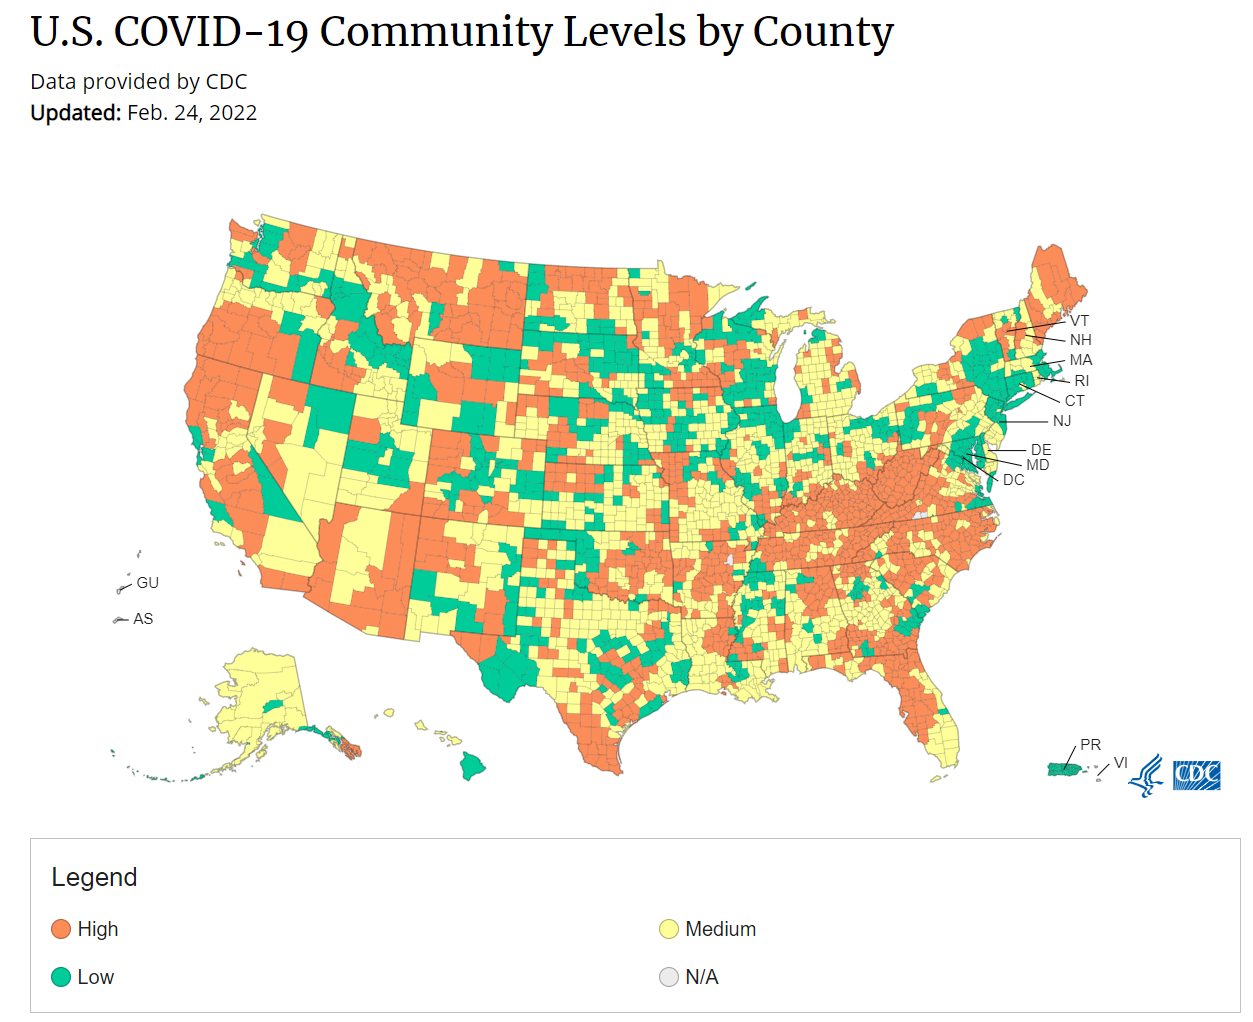 U.S. COVID-19 Community Levels by County
Data provided by CDC
Updated: Feb. 24, 2022
VT
NH
MA
RI
CT
NJ
DE
MD
DC
GU
AS
PR
VI
CDC
Legend
High
Medium
Low
N/A